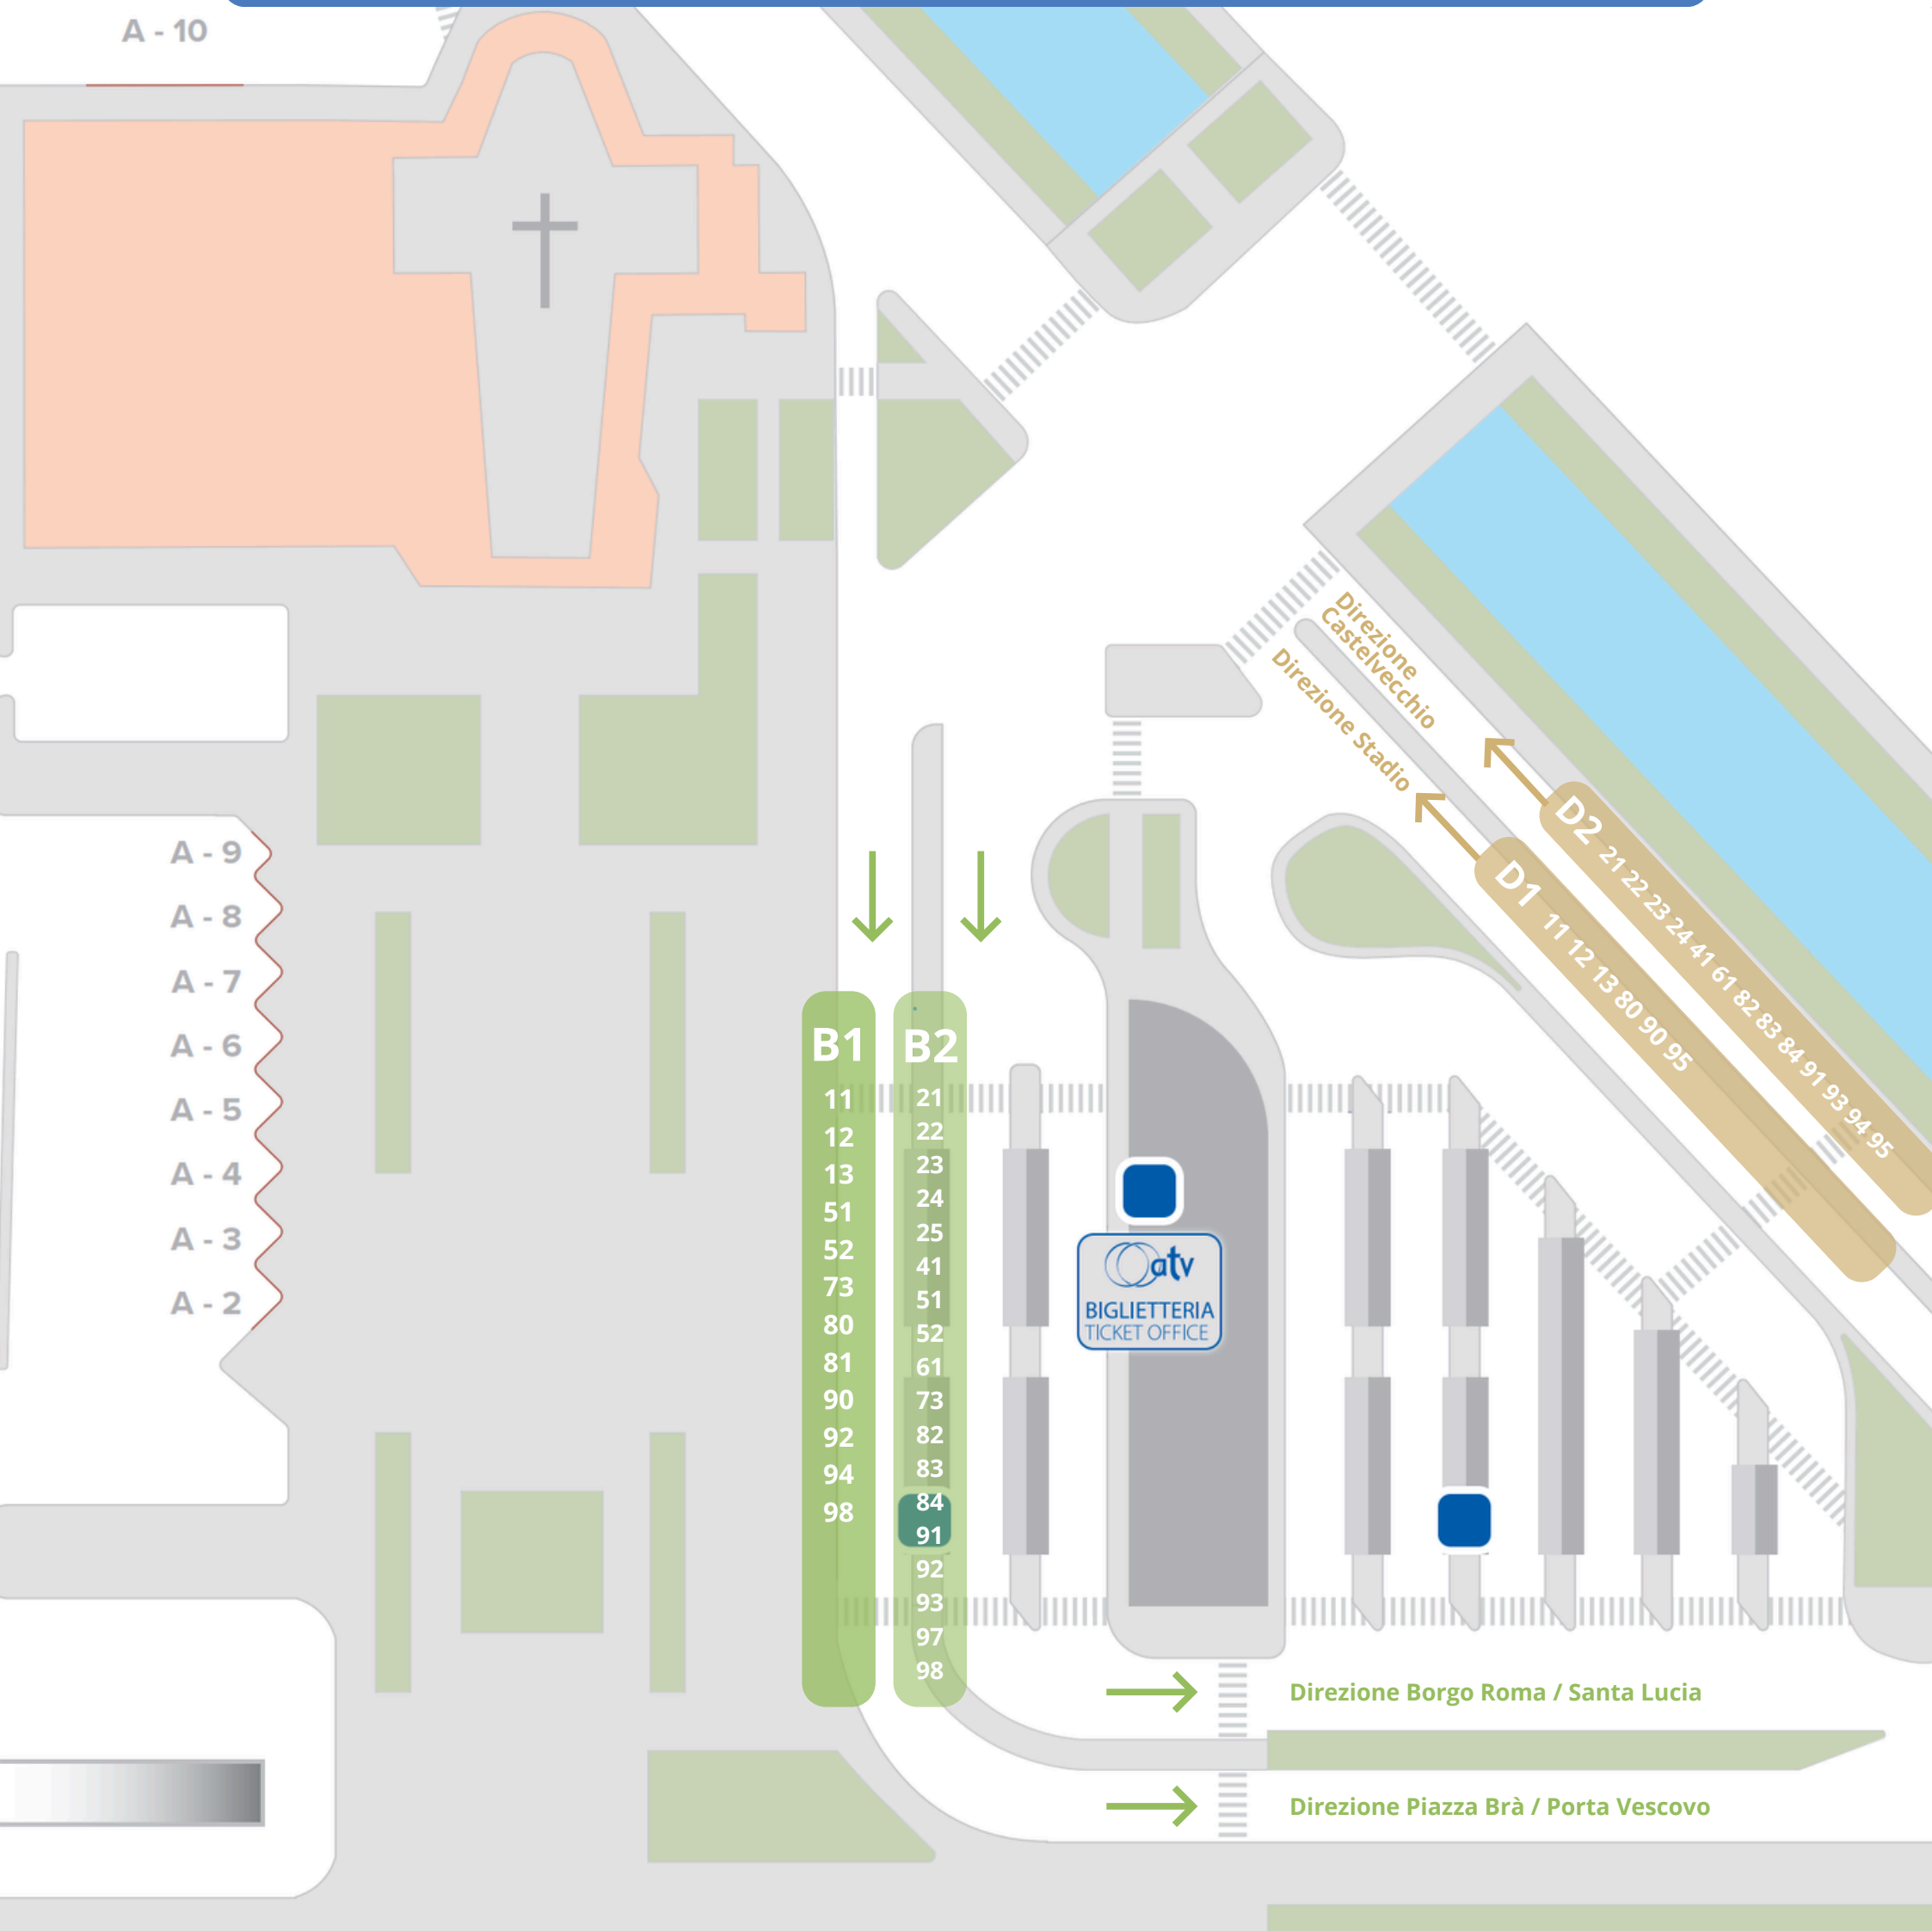 A - 10
Direzione
Castelvecchio
Direzione Stadio
D2 21 22 23 24 41 61 82 83 84 91 93 94 95
D1 11 12 13 80 90 95
A - 9
A - 8
A - 7
A - 6
A - 5
A - 4
A - 3
A - 2
B1
11
12
13
51
52
73
80
81
90
92
94
98
B2
21
22
23
24
25
41
51
52
61
73
82
83
84
91
92
93
97
98
atv
BIGLIETTERIA
TICKET OFFICE
Direzione Borgo Roma / Santa Lucia
Direzione Piazza Brà / Porta Vescovo